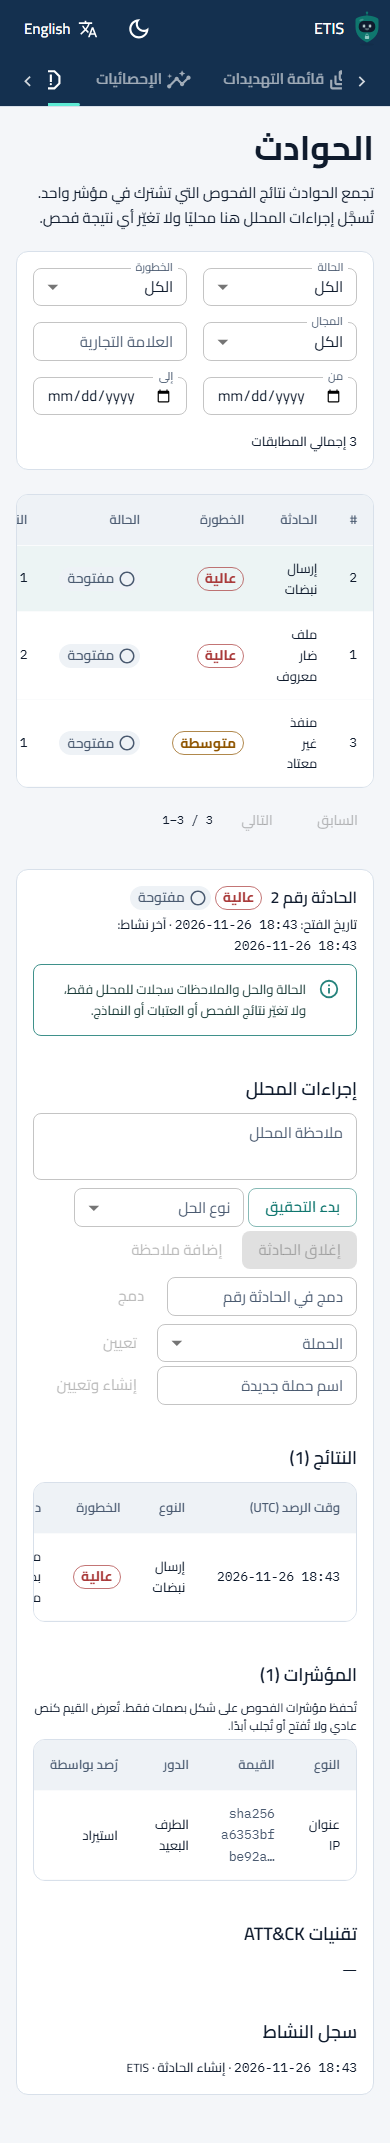 ETIS
English
قائمة التهديدات
الإحصائيات
الحوادث
تجمع الحوادث نتائج الفحوص التي تشترك في مؤشر واحد.
تُسجَّل إجراءات المحلل هنا محليًا ولا تغيّر أي نتيجة فحص.
الحالة
الكل
الخطورة
الكل
المجال
الكل
العلامة التجارية
من
mm/dd/yyyy
إلى
mm/dd/yyyy
3 إجمالي المطابقات
# الحادثة الخطورة الحالة
2 إرسال نبضات عالية مفتوحة 1
1 ملف ضار معروف عالية مفتوحة 2
3 منفذ غير معتاد متوسطة مفتوحة 1
السابق التالي 1–3 / 3
الحادثة رقم 2 عالية مفتوحة
تاريخ الفتح: 2026-11-26 18:43 · آخر نشاط:
2026-11-26 18:43
الحالة والحل والملاحظات سجلات للمحلل فقط،
ولا تغيّر نتائج الفحص أو العتبات أو النماذج.
إجراءات المحلل
ملاحظة المحلل
بدء التحقيق نوع الحل
إغلاق الحادثة إضافة ملاحظة
دمج في الحادثة رقم دمج
الحملة تعيين
اسم حملة جديدة إنشاء وتعيين
النتائج (1)
وقت الرصد (UTC) النوع الخطورة
2026-11-26 18:43 إرسال نبضات عالية
المؤشرات (1)
تُحفظ مؤشرات الفحوص على شكل بصمات فقط. تُعرض القيم كنص
عادي ولا تُفتح أو تُجلب أبدًا.
النوع القيمة الدور رُصد بواسطة
عنوان IP sha256 a6353bf be92a… الطرف البعيد استيراد
تقنيات ATT&CK
—
سجل النشاط
2026-11-26 18:43 · إنشاء الحادثة · ETIS